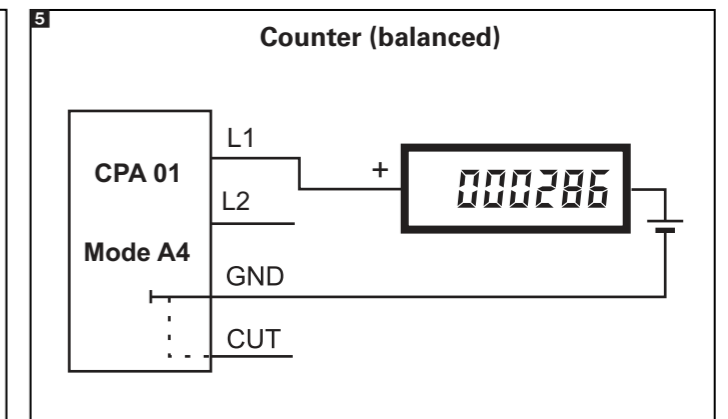 5
Counter (balanced)
L1
CPA 01
+
000286
L2
Mode A4
GND
CUT